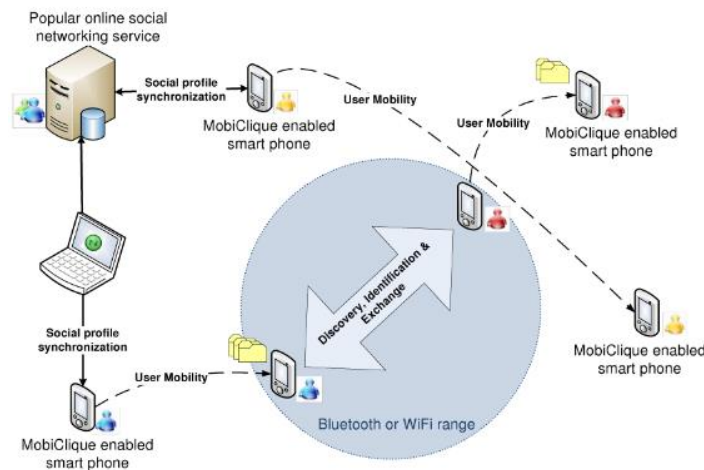 Popular online social
networking service
Social profile
synchronization
MobiClique enabled
smart phone
User Mobility
User Mobility
MobiClique enabled
smart phone
Discovery, Identification &
Exchange
Social profile
synchronization
User Mobility
MobiClique enabled
smart phone
Bluetooth or WiFi range
MobiClique enabled
smart phone